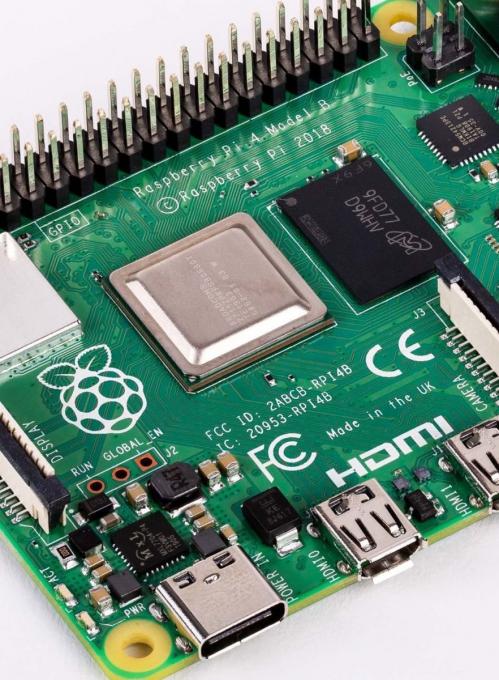 PoE
Raspberry Pi 4 Model B
© Raspberry Pi 2018
GPIO
9FD77
D9WHV
J3
CAMERA
CE
FCC ID: 2ABCB-RPI4B
IC: 20953-RPI4B
FC
Made in the UK
HDMI
DISPLAY
RUN
GLOBAL_EN
J2
HDMI1
HDMI0
POWER IN
ACT
PWR